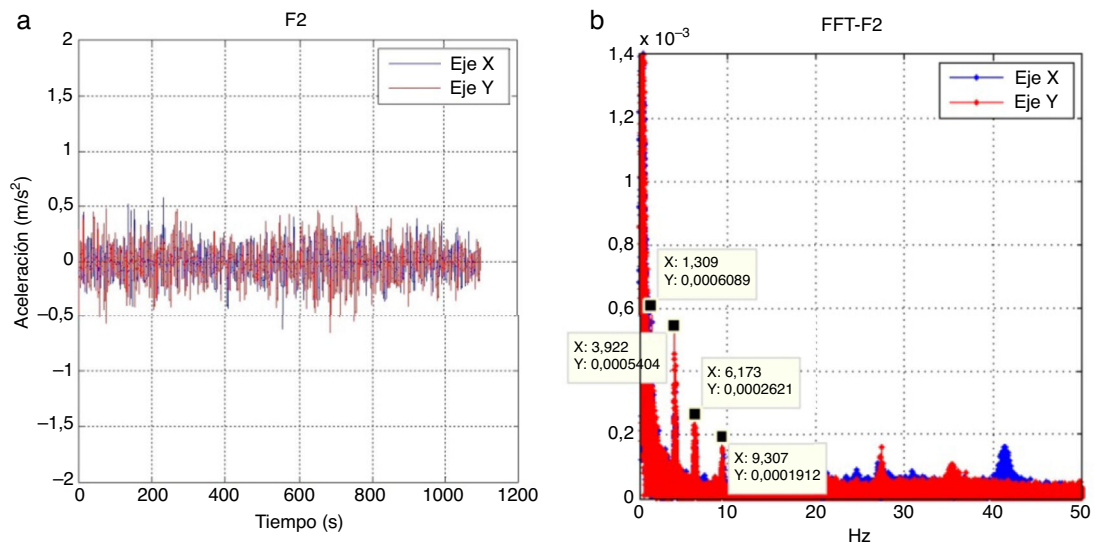 a
F2
2
1.5
1
0.5
0
−0.5
−1
−1.5
−2
Aceleración (m/s²)
0
200
400
600
800
1000
1200
Tiempo (s)
Eje X
Eje Y
b
FFT-F2
x 10⁻³
1,4
1,2
1
0,8
0,6
0,4
0,2
0
0
10
20
30
40
50
Hz
Eje X
Eje Y
X: 1,309
Y: 0,0006089
X: 3,922
Y: 0,0005404
X: 6,173
Y: 0,0002621
X: 9,307
Y: 0,0001912